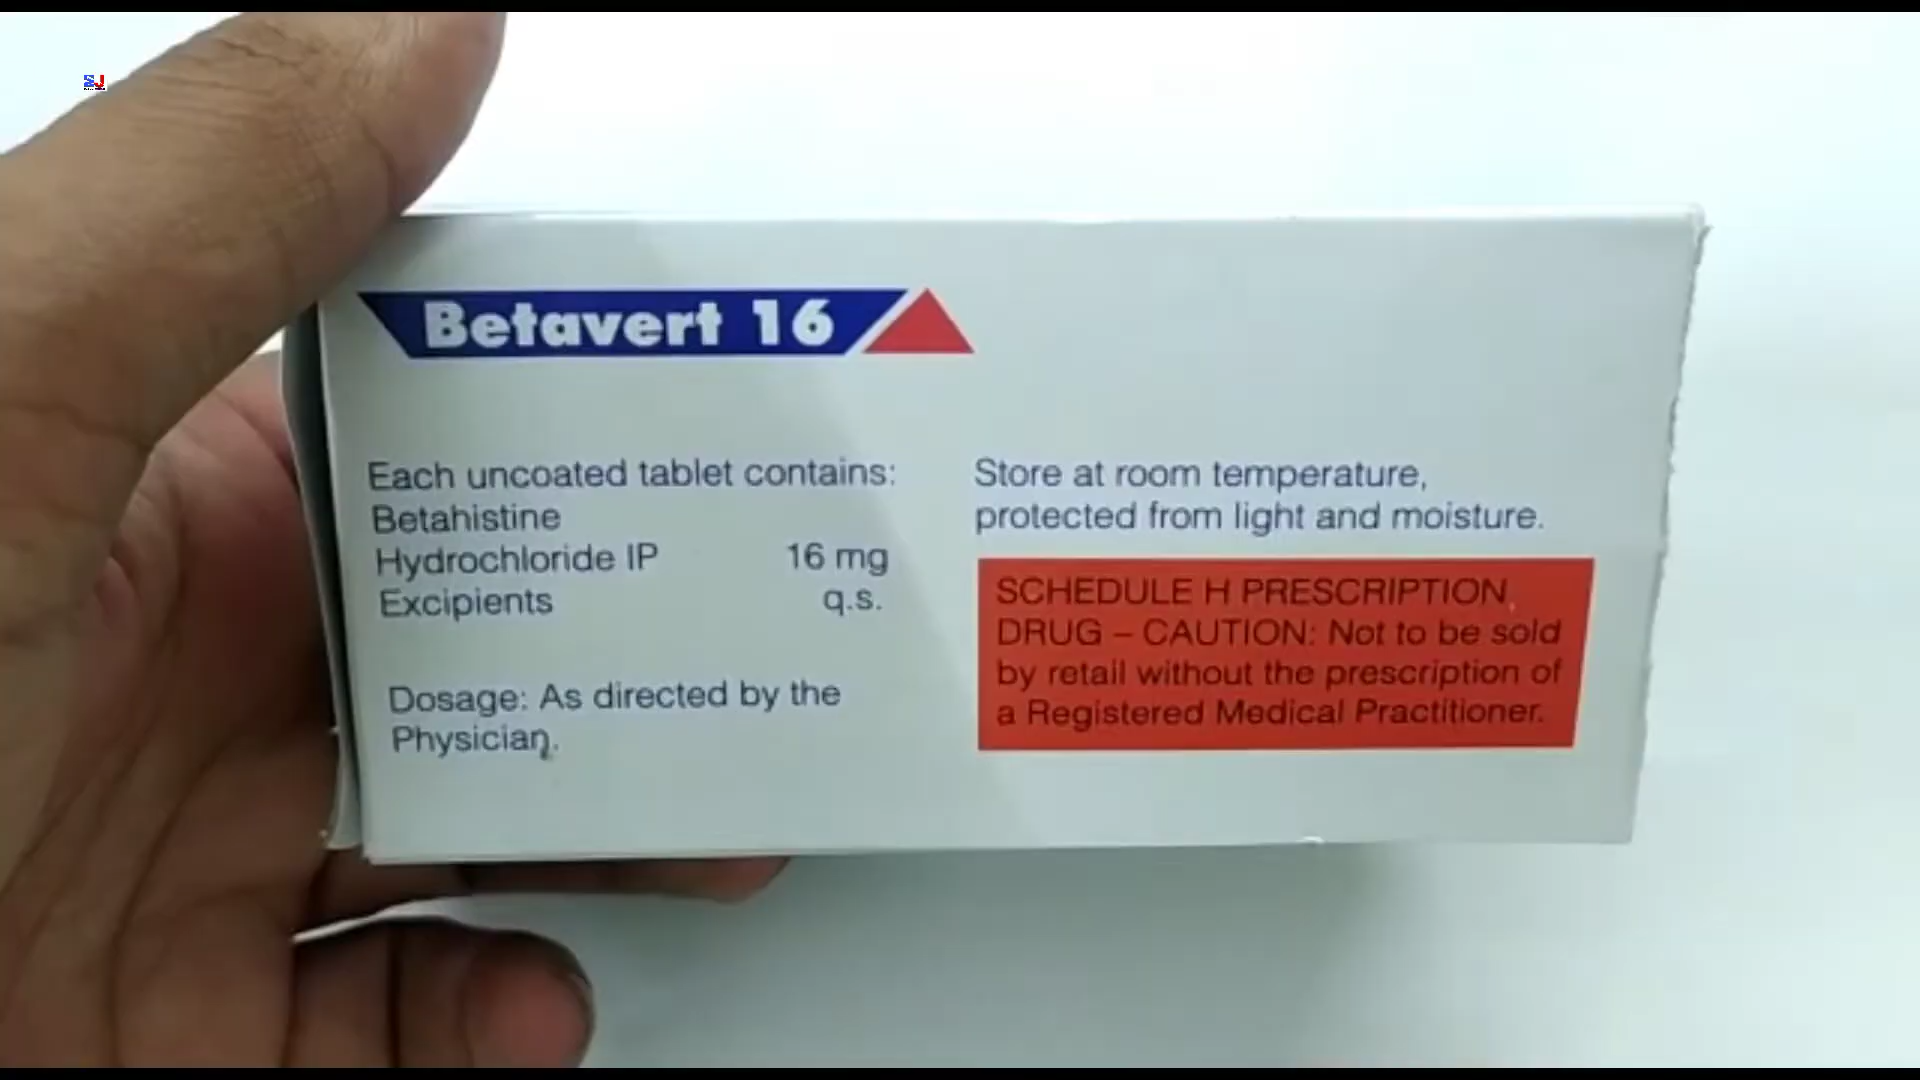 SJ
Betavert 16
Each uncoated tablet contains:
Betahistine
Hydrochloride IP 16 mg
Excipients q.s.
Dosage: As directed by the
Physician.
Store at room temperature,
protected from light and moisture.
SCHEDULE H PRESCRIPTION
DRUG – CAUTION: Not to be sold
by retail without the prescription of
a Registered Medical Practitioner.